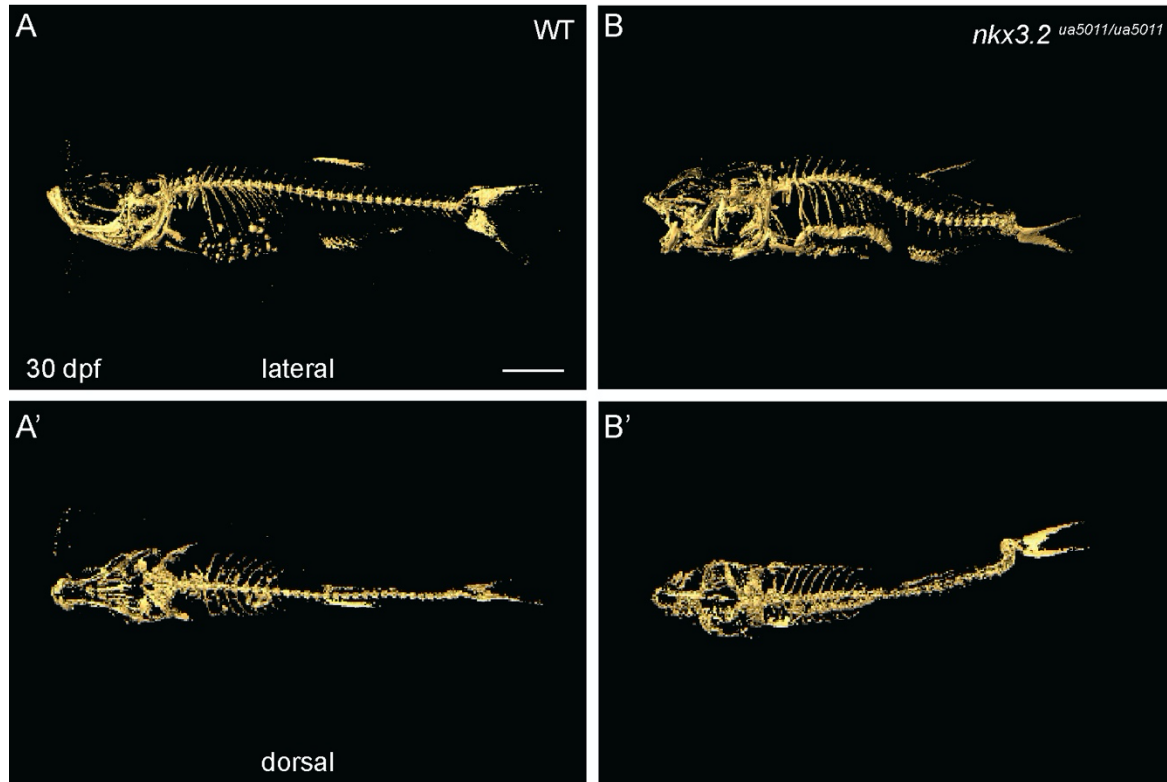 A WT
B nkx3.2 ua5011/ua5011
30 dpf lateral
A’
B’
dorsal